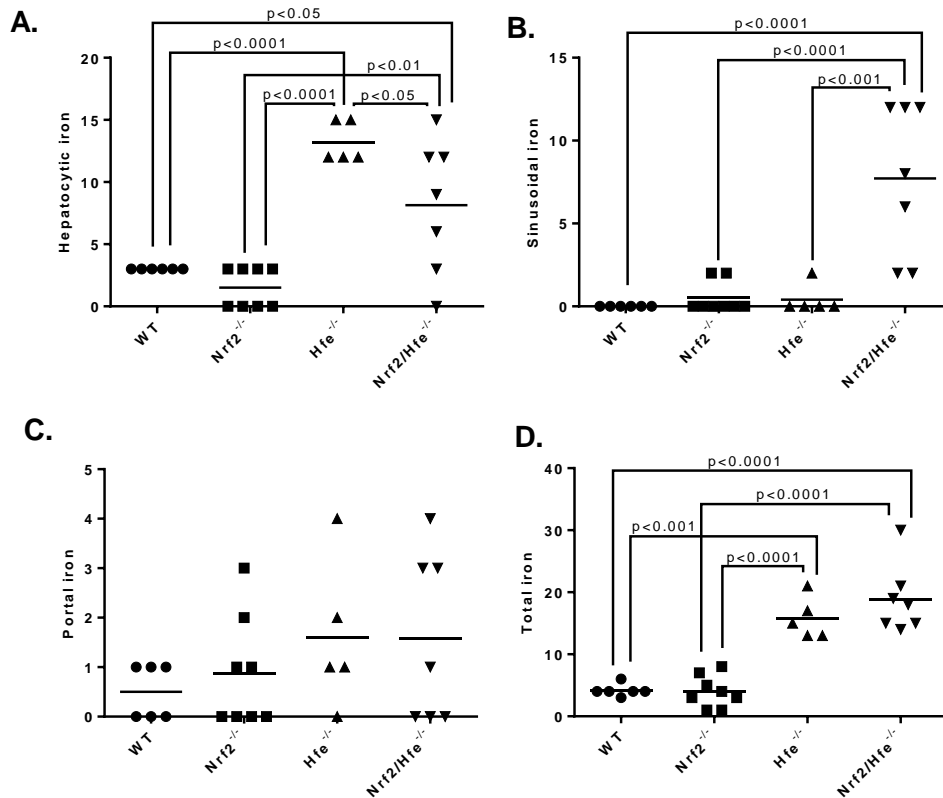 A.
p<0.05
p<0.0001
p<0.01
p<0.0001
p<0.05
Hepatocytic iron
20
15
10
5
0
WT
Nrf2-/-
Hfe-/-
Nrf2/Hfe-/-
B.
p<0.0001
p<0.0001
p<0.001
Sinusoidal iron
15
10
5
0
WT
Nrf2-/-
Hfe-/-
Nrf2/Hfe-/-
C.
Portal iron
5
4
3
2
1
0
WT
Nrf2-/-
Hfe-/-
Nrf2/Hfe-/-
D.
p<0.0001
p<0.0001
p<0.001
p<0.0001
Total iron
40
30
20
10
0
WT
Nrf2-/-
Hfe-/-
Nrf2/Hfe-/-